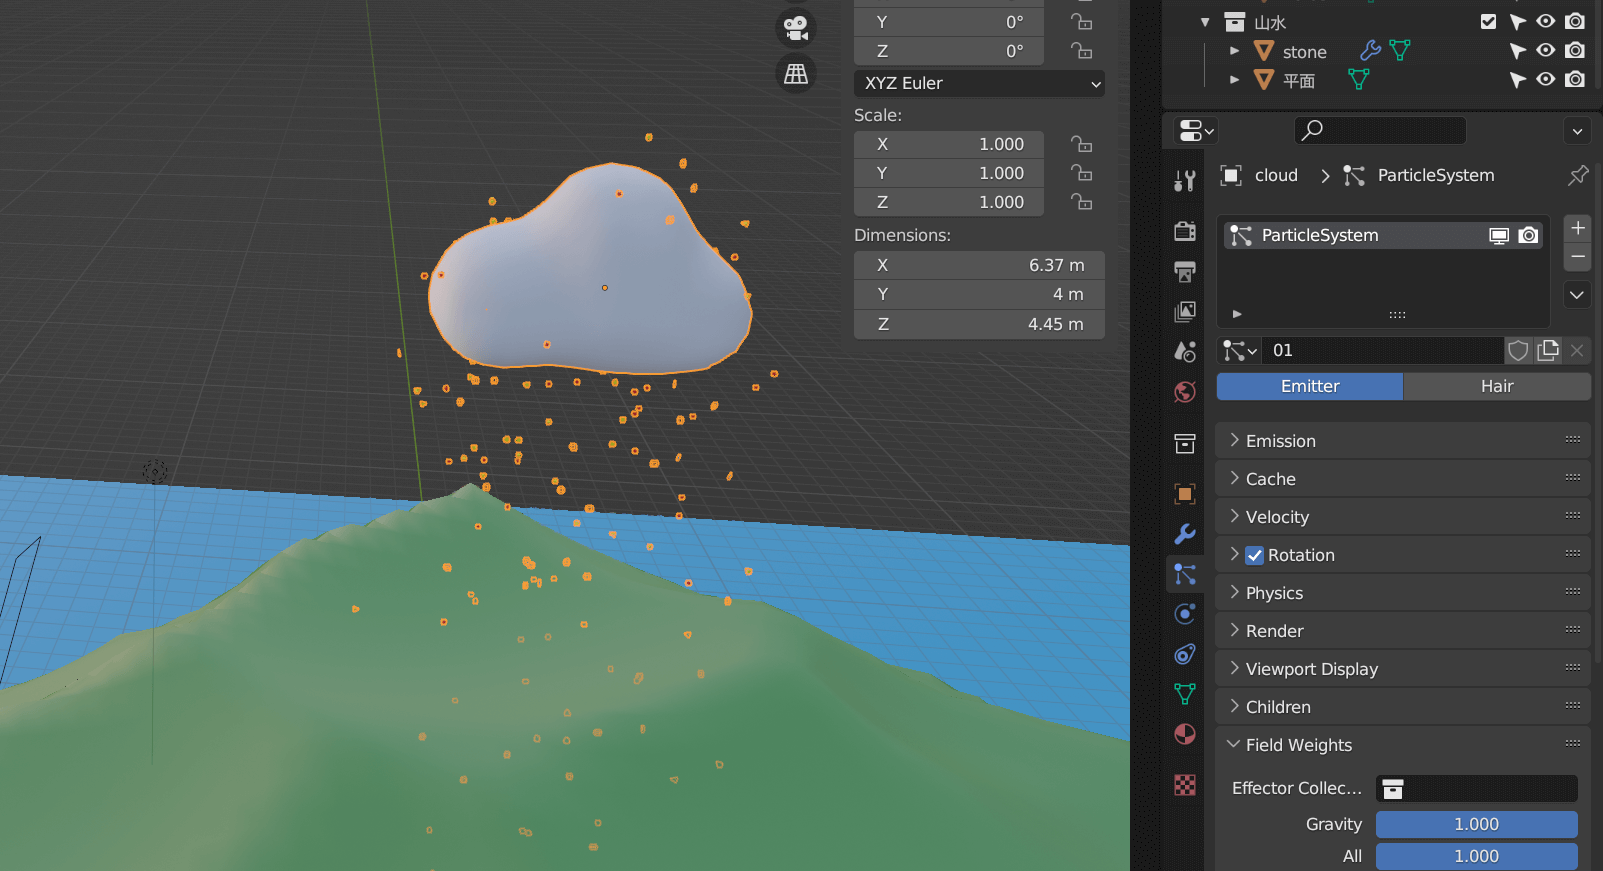 Y 0°
Z 0°
XYZ Euler
Scale:
X 1.000
Y 1.000
Z 1.000
Dimensions:
X 6.37 m
Y 4 m
Z 4.45 m
山水
stone
平面
cloud > ParticleSystem
ParticleSystem
01
Emitter Hair
Emission
Cache
Velocity
Rotation
Physics
Render
Viewport Display
Children
Field Weights
Effector Collec...
Gravity 1.000
All 1.000